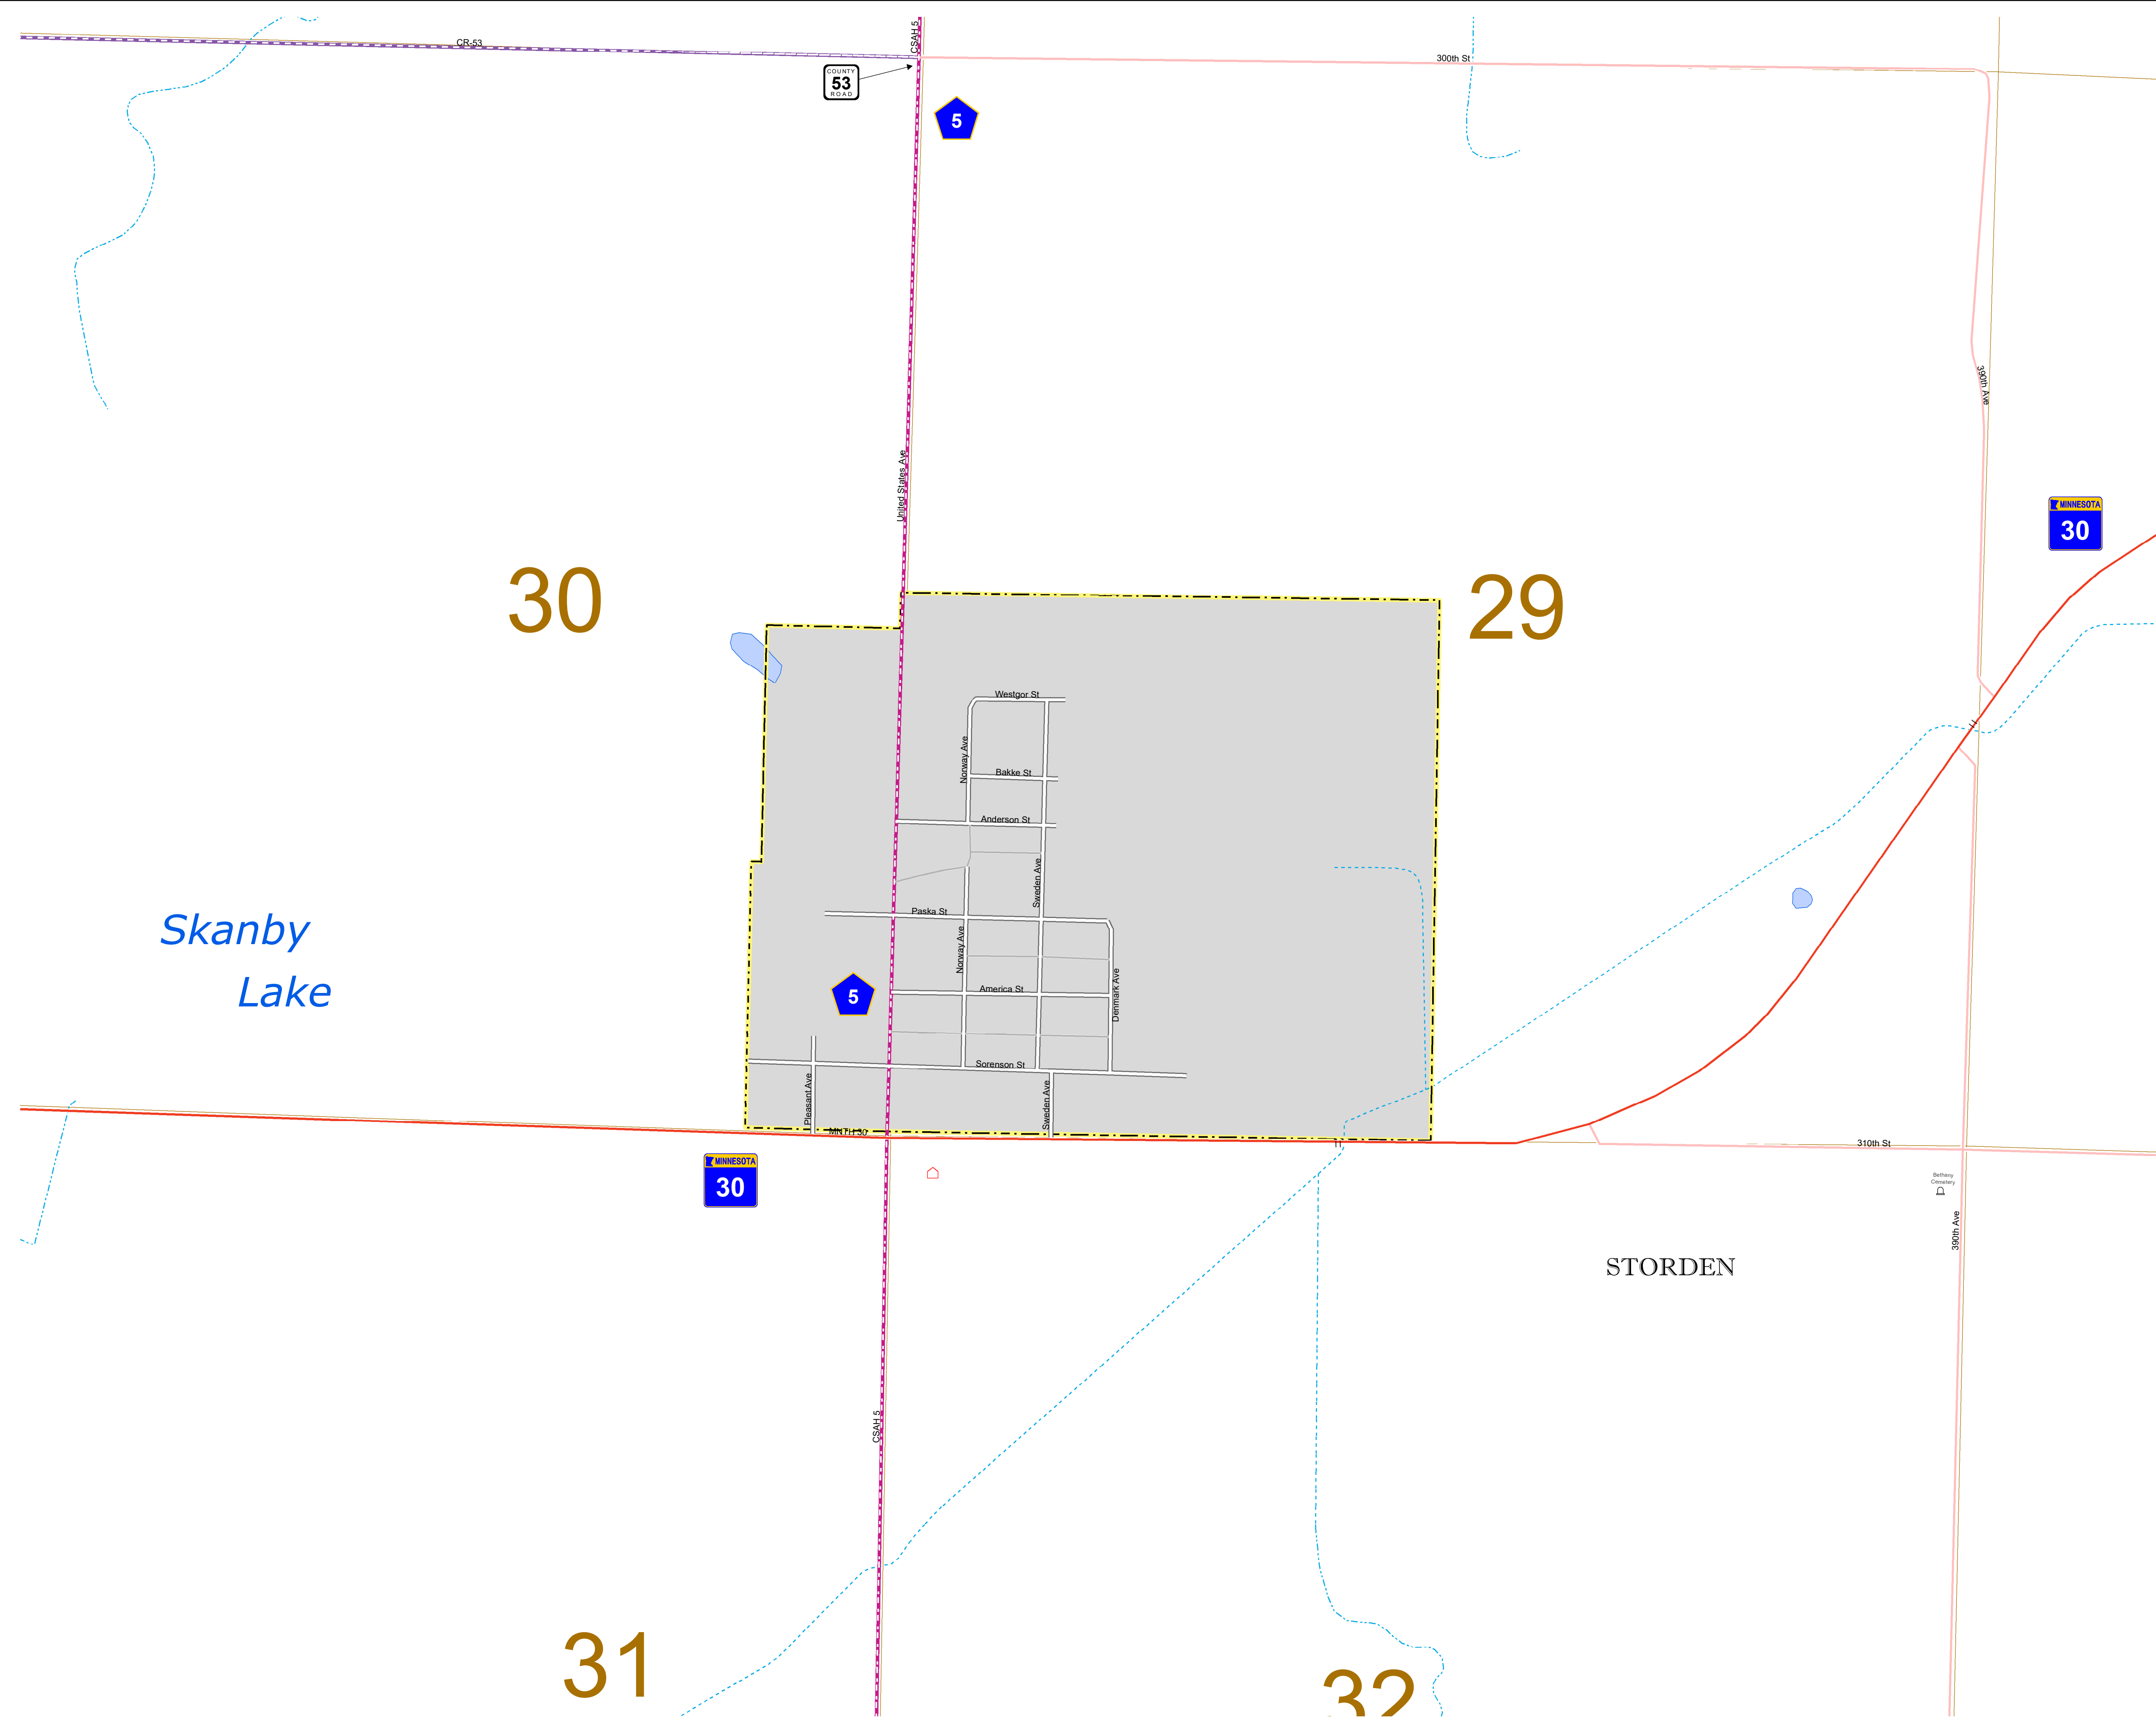 CR-53
CSAH 5
300th St
COUNTY
53
ROAD
5
390th Ave
United States Ave
MINNESOTA
30
30
29
Westgor St
Norway Ave
Bakke St
Anderson St
Sweden Ave
Paska St
Skanby
Lake
Norway Ave
5
America St
Denmark Ave
Sorenson St
Pleasant Ave
Sweden Ave
MNTH 30
310th St
MINNESOTA
30
Bethany
Cemetery
390th Ave
STORDEN
CSAH 5
31
32